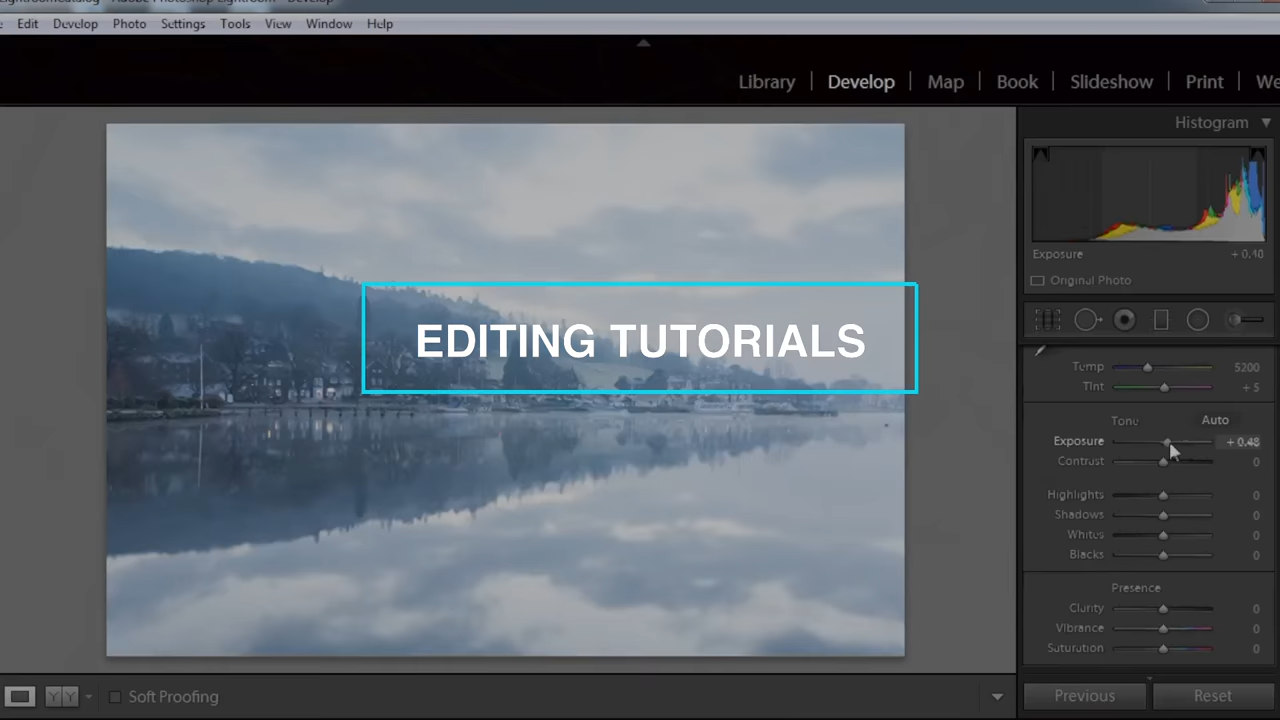 Edit Develop Photo Settings Tools View Window Help
Library | Develop | Map | Book | Slideshow | Print |
Histogram
Exposure + 0.48
Original Photo
EDITING TUTORIALS
Temp 5200
Tint + 5
Tone Auto
Exposure + 0.48
Contrast 0
Highlights 0
Shadows 0
Whites 0
Blacks 0
Presence
Clarity 0
Vibrance 0
Saturation 0
Soft Proofing
Previous Reset